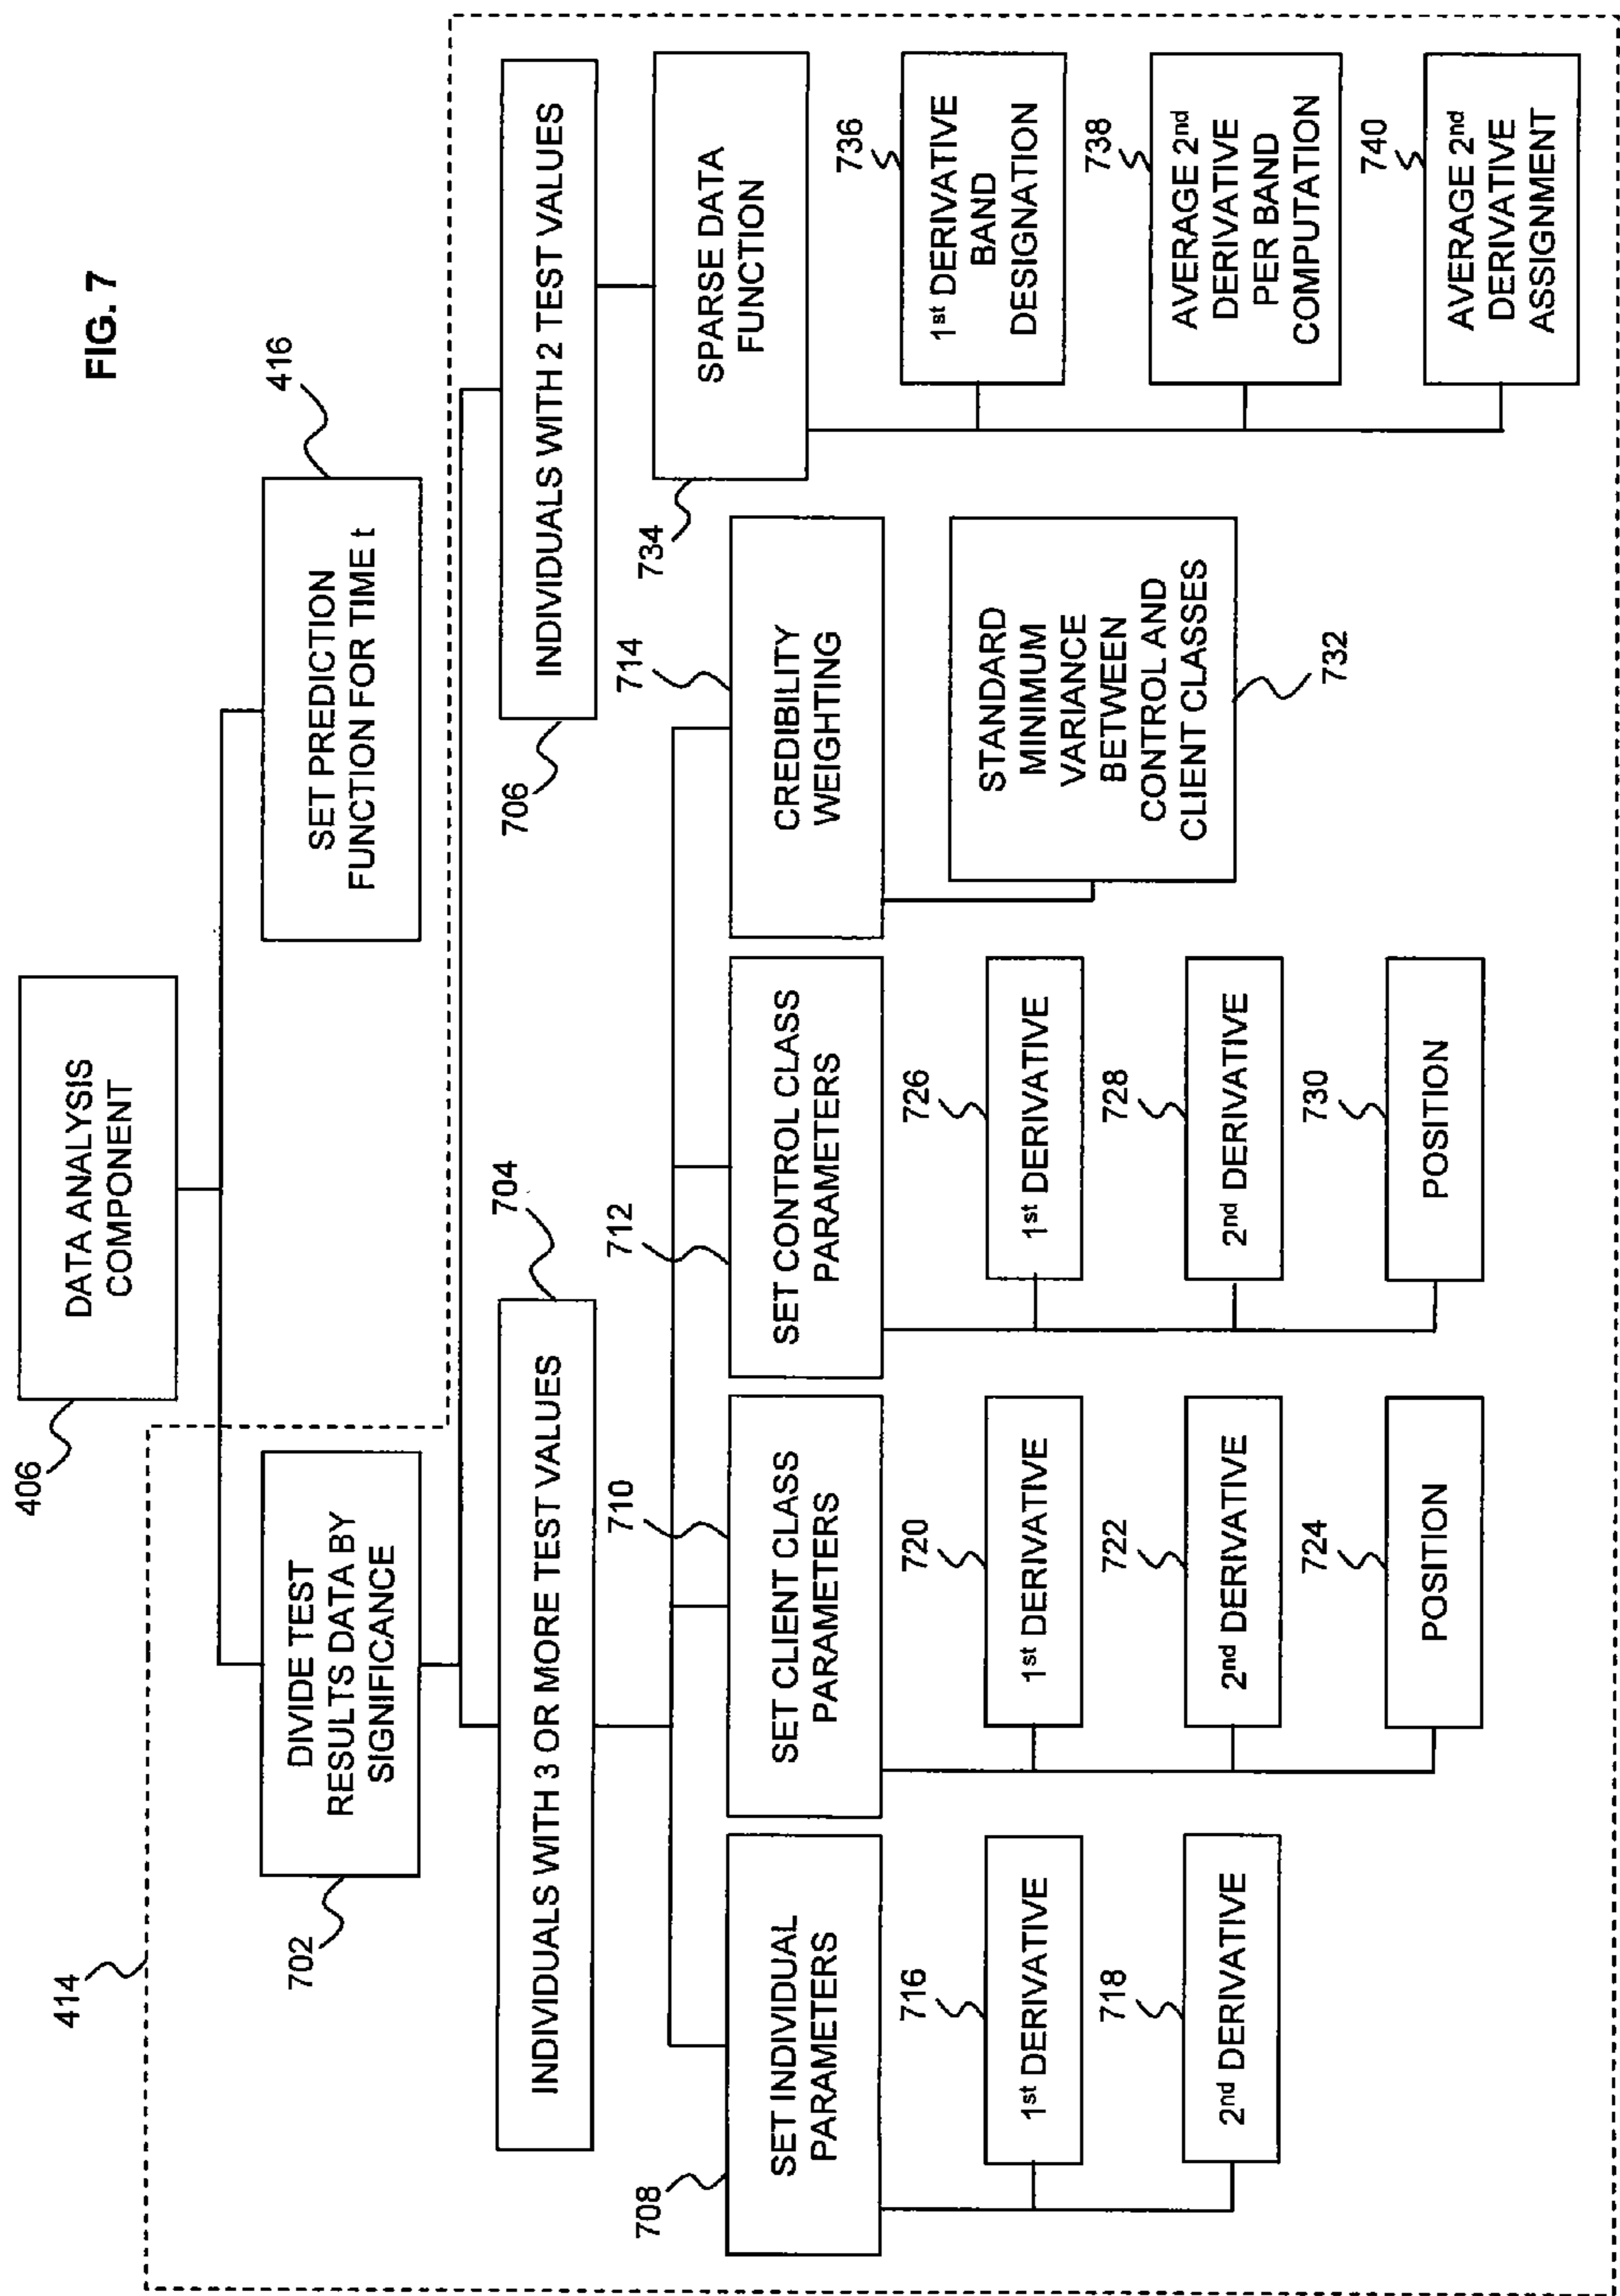 FIG. 7
406
DATA ANALYSIS
COMPONENT
414
702
DIVIDE TEST
RESULTS DATA BY
SIGNIFICANCE
416
SET PREDICTION
FUNCTION FOR TIME t
704
INDIVIDUALS WITH 3 OR MORE TEST VALUES
706
INDIVIDUALS WITH 2 TEST VALUES
708
SET INDIVIDUAL
PARAMETERS
710
SET CLIENT CLASS
PARAMETERS
712
SET CONTROL CLASS
PARAMETERS
714
CREDIBILITY
WEIGHTING
734
SPARSE DATA
FUNCTION
716
1st DERIVATIVE
718
2nd DERIVATIVE
720
1st DERIVATIVE
722
2nd DERIVATIVE
724
POSITION
726
1st DERIVATIVE
728
2nd DERIVATIVE
730
POSITION
STANDARD
MINIMUM
VARIANCE
BETWEEN
CONTROL AND
CLIENT CLASSES
732
736
1st DERIVATIVE
BAND
DESIGNATION
738
AVERAGE 2nd
DERIVATIVE
PER BAND
COMPUTATION
740
AVERAGE 2nd
DERIVATIVE
ASSIGNMENT